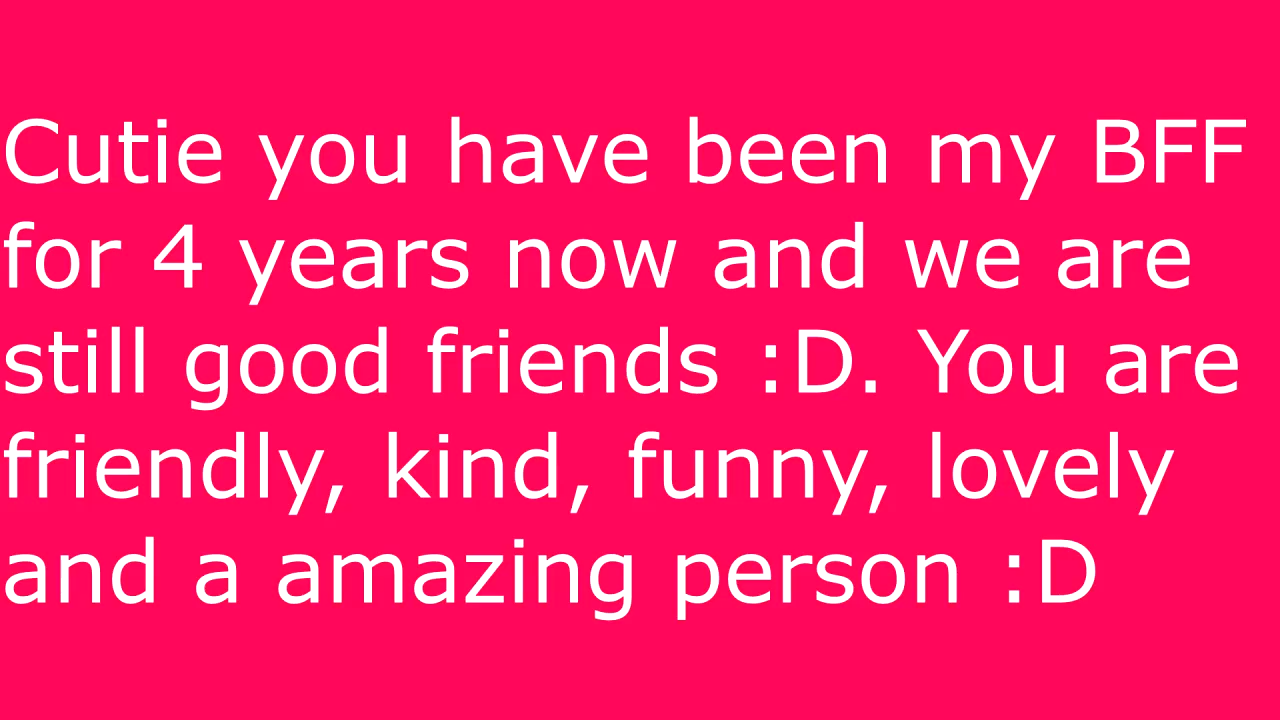 Cutie you have been my BFF
for 4 years now and we are
still good friends :D. You are
friendly, kind, funny, lovely
and a amazing person :D